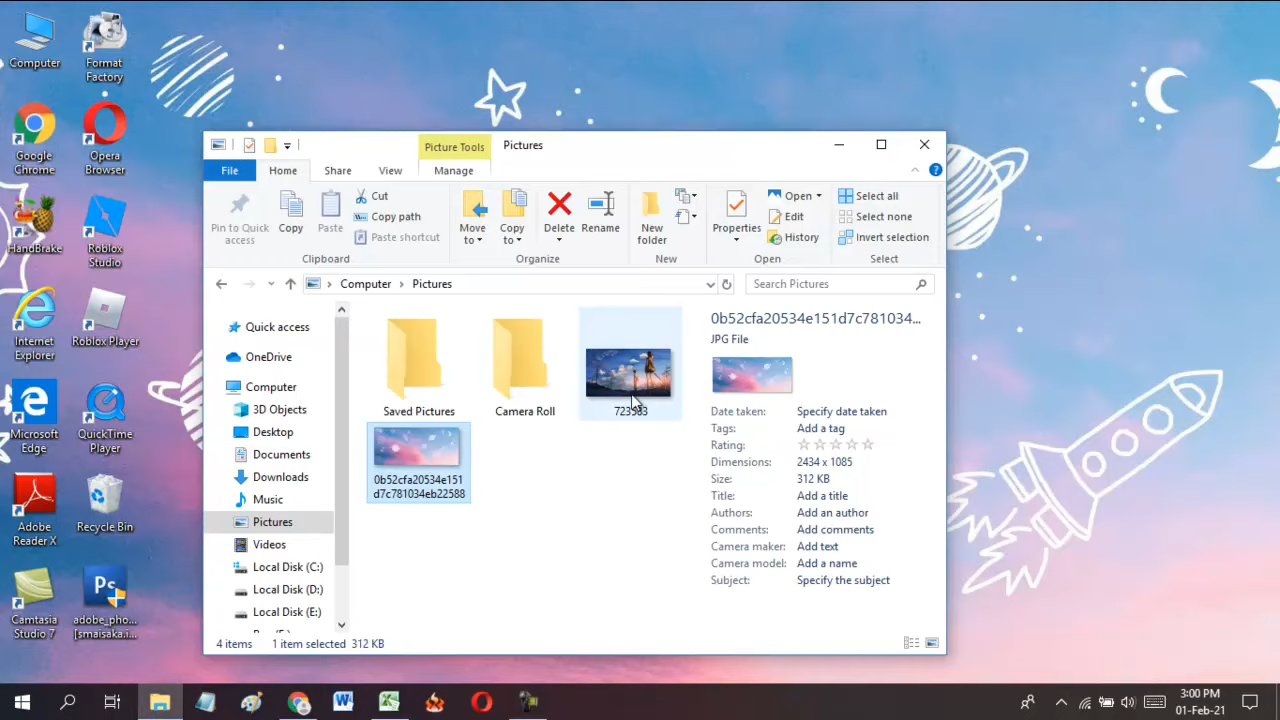 Computer
Format
Factory
Google
Chrome
Opera
Browser
HandBrake
Roblox
Studio
Internet
Explorer
Roblox Player
Microsoft
Edge
QuickTime
Player
Adobe
Reader X
Recycle Bin
Camtasia
Studio 7
adobe_pho...
[smaisaka.i...
Picture Tools
Pictures
File
Home
Share
View
Manage
Pin to Quick
access
Copy
Paste
Cut
Copy path
Paste shortcut
Clipboard
Move
to
Copy
to
Delete
Rename
Organize
New
folder
New
Properties
Open
Edit
History
Open
Select all
Select none
Invert selection
Select
Computer > Pictures
Search Pictures
Quick access
OneDrive
Computer
3D Objects
Desktop
Documents
Downloads
Music
Pictures
Videos
Local Disk (C:)
Local Disk (D:)
Local Disk (E:)
Saved Pictures
Camera Roll
0b52cfa20534e151
d7c781034eb22588
0b52cfa20534e151d7c781034...
JPG File
Date taken: Specify date taken
Tags: Add a tag
Rating:
Dimensions: 2434 x 1085
Size: 312 KB
Title: Add a title
Authors: Add an author
Comments: Add comments
Camera maker: Add text
Camera model: Add a name
Subject: Specify the subject
4 items 1 item selected 312 KB
3:00 PM
01-Feb-21